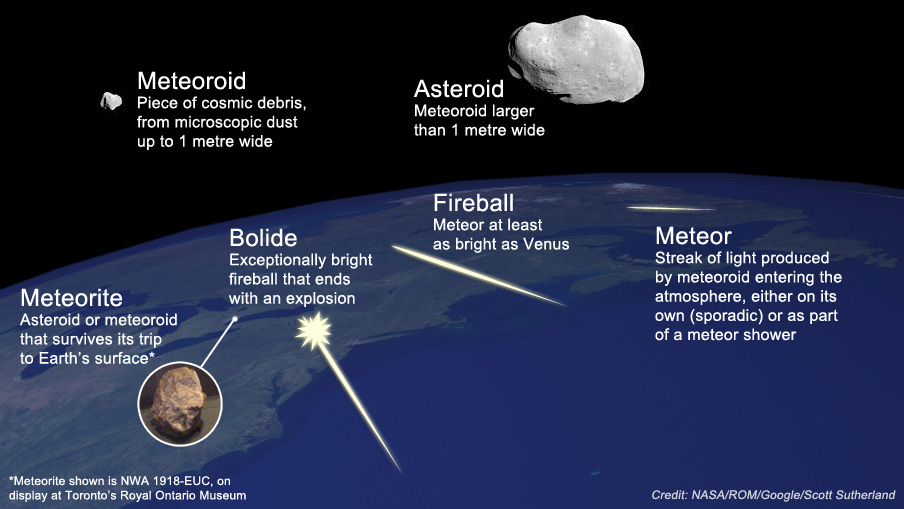 Meteoroid
Piece of cosmic debris,
from microscopic dust
up to 1 metre wide
Asteroid
Meteoroid larger
than 1 metre wide
Fireball
Meteor at least
as bright as Venus
Meteor
Streak of light produced
by meteoroid entering the
atmosphere, either on its
own (sporadic) or as part
of a meteor shower
Bolide
Exceptionally bright
fireball that ends
with an explosion
Meteorite
Asteroid or meteoroid
that survives its trip
to Earth's surface*
*Meteorite shown is NWA 1918-EUC, on
display at Toronto's Royal Ontario Museum
Credit: NASA/ROM/Google/Scott Sutherland